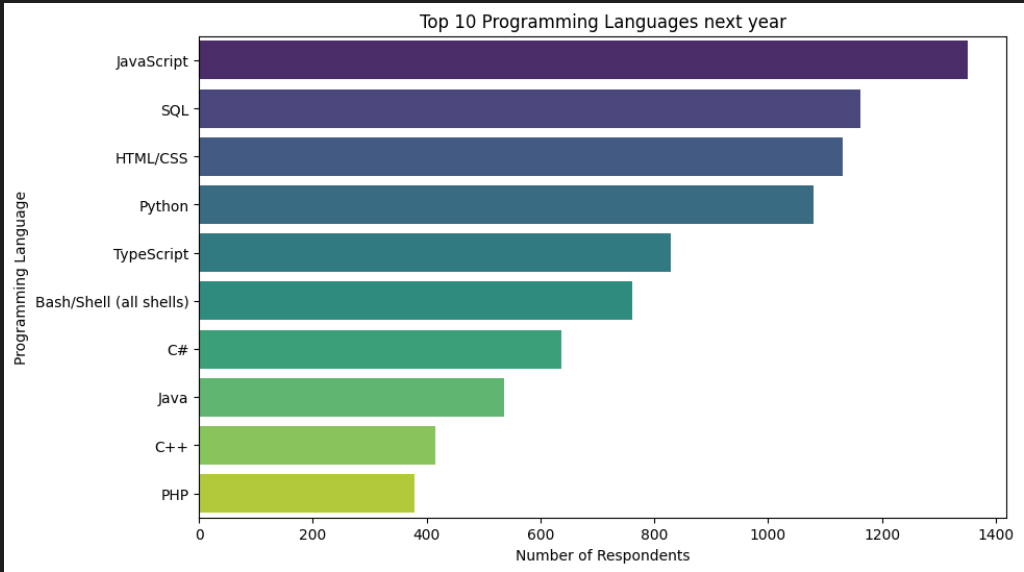 Top 10 Programming Languages next year
Programming Language
JavaScript
SQL
HTML/CSS
Python
TypeScript
Bash/Shell (all shells)
C#
Java
C++
PHP
0 200 400 600 800 1000 1200 1400
Number of Respondents